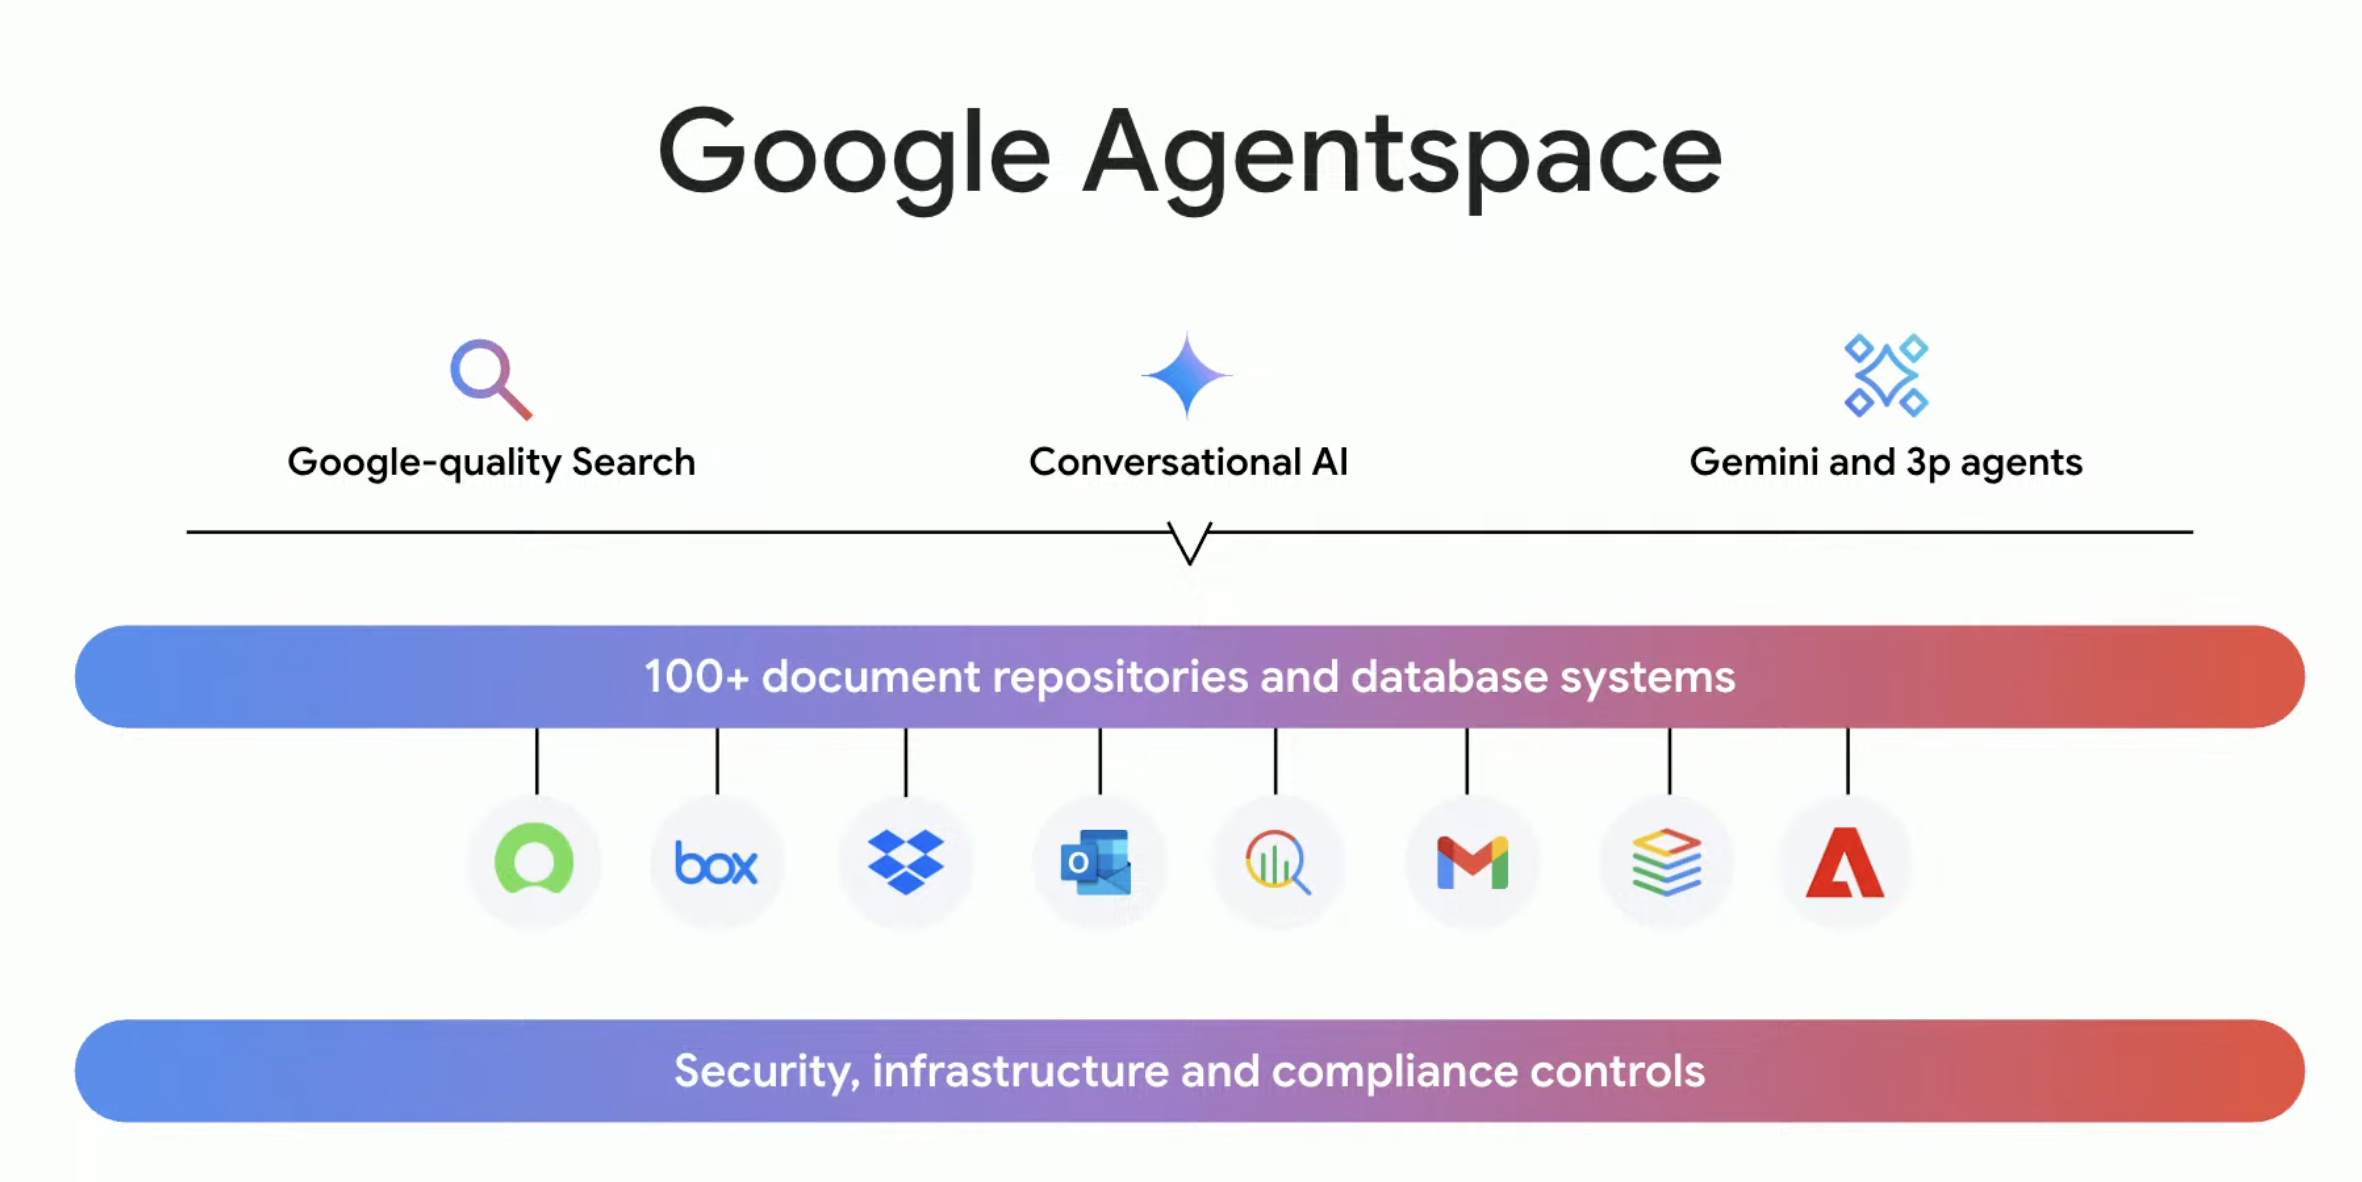 Google Agentspace
Google-quality Search
Conversational AI
Gemini and 3p agents
100+ document repositories and database systems
box
O
Security, infrastructure and compliance controls